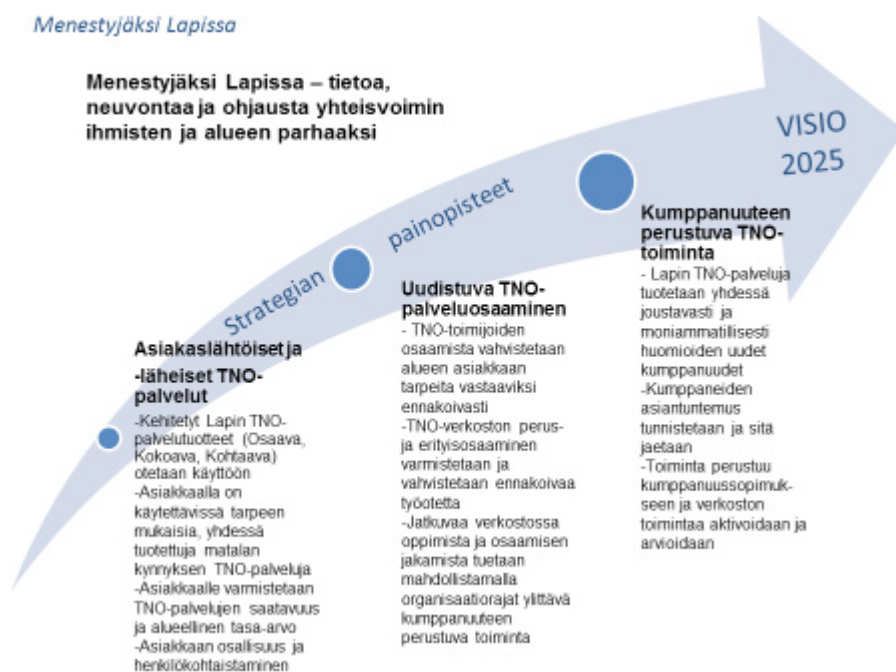 Menestyjäksi Lapissa
Menestyjäksi Lapissa – tietoa,
neuvontaa ja ohjausta yhteisvoimin
ihmisten ja alueen parhaaksi
VISIO
2025
Strategian painopisteet
Asiakaslähtöiset ja
-läheiset TNO-
palvelut
-Kehitetyt Lapin TNO-
palvelutuotteet (Osaava,
Kokoava, Kohtaava)
otetaan käyttöön
-Asiakkaalla on
käytettävissä tarpeen
mukaisia, yhdessä
tuotettuja matalan
kynnyksen TNO-palveluja
-Asiakkaalle varmistetaan
TNO-palvelujen saatavuus
ja alueellinen tasa-arvo
-Asiakkaan osallisuus ja
henkilökohtaistaminen
Uudistuva TNO-
palveluosaaminen
- TNO-toimijoiden
osaamista vahvistetaan
alueen asiakkaan
tarpeita vastaaviksi
ennakoivasti
-TNO-verkoston perus-
ja erityisosaaminen
varmistetaan ja
vahvistetaan ennakoivaa
työotetta
-Jatkuvaa verkostossa
oppimista ja osaamisen
jakamista tuetaan
mahdollistamalla
organisaatiorajat ylittävä
kumppanuuteen
perustuva toiminta
Kumppanuuteen
perustuva TNO-
toiminta
- Lapin TNO-palveluja
tuotetaan yhdessä
joustavasti ja
moniammatillisesti
huomioiden uudet
kumppanuudet
-Kumppaneiden
asiantuntemus
tunnistetaan ja sitä
jaetaan
-Toiminta perustuu
kumppanuussopimuk-
seen ja verkoston
toimintaa aktivoidaan ja
arvioidaan